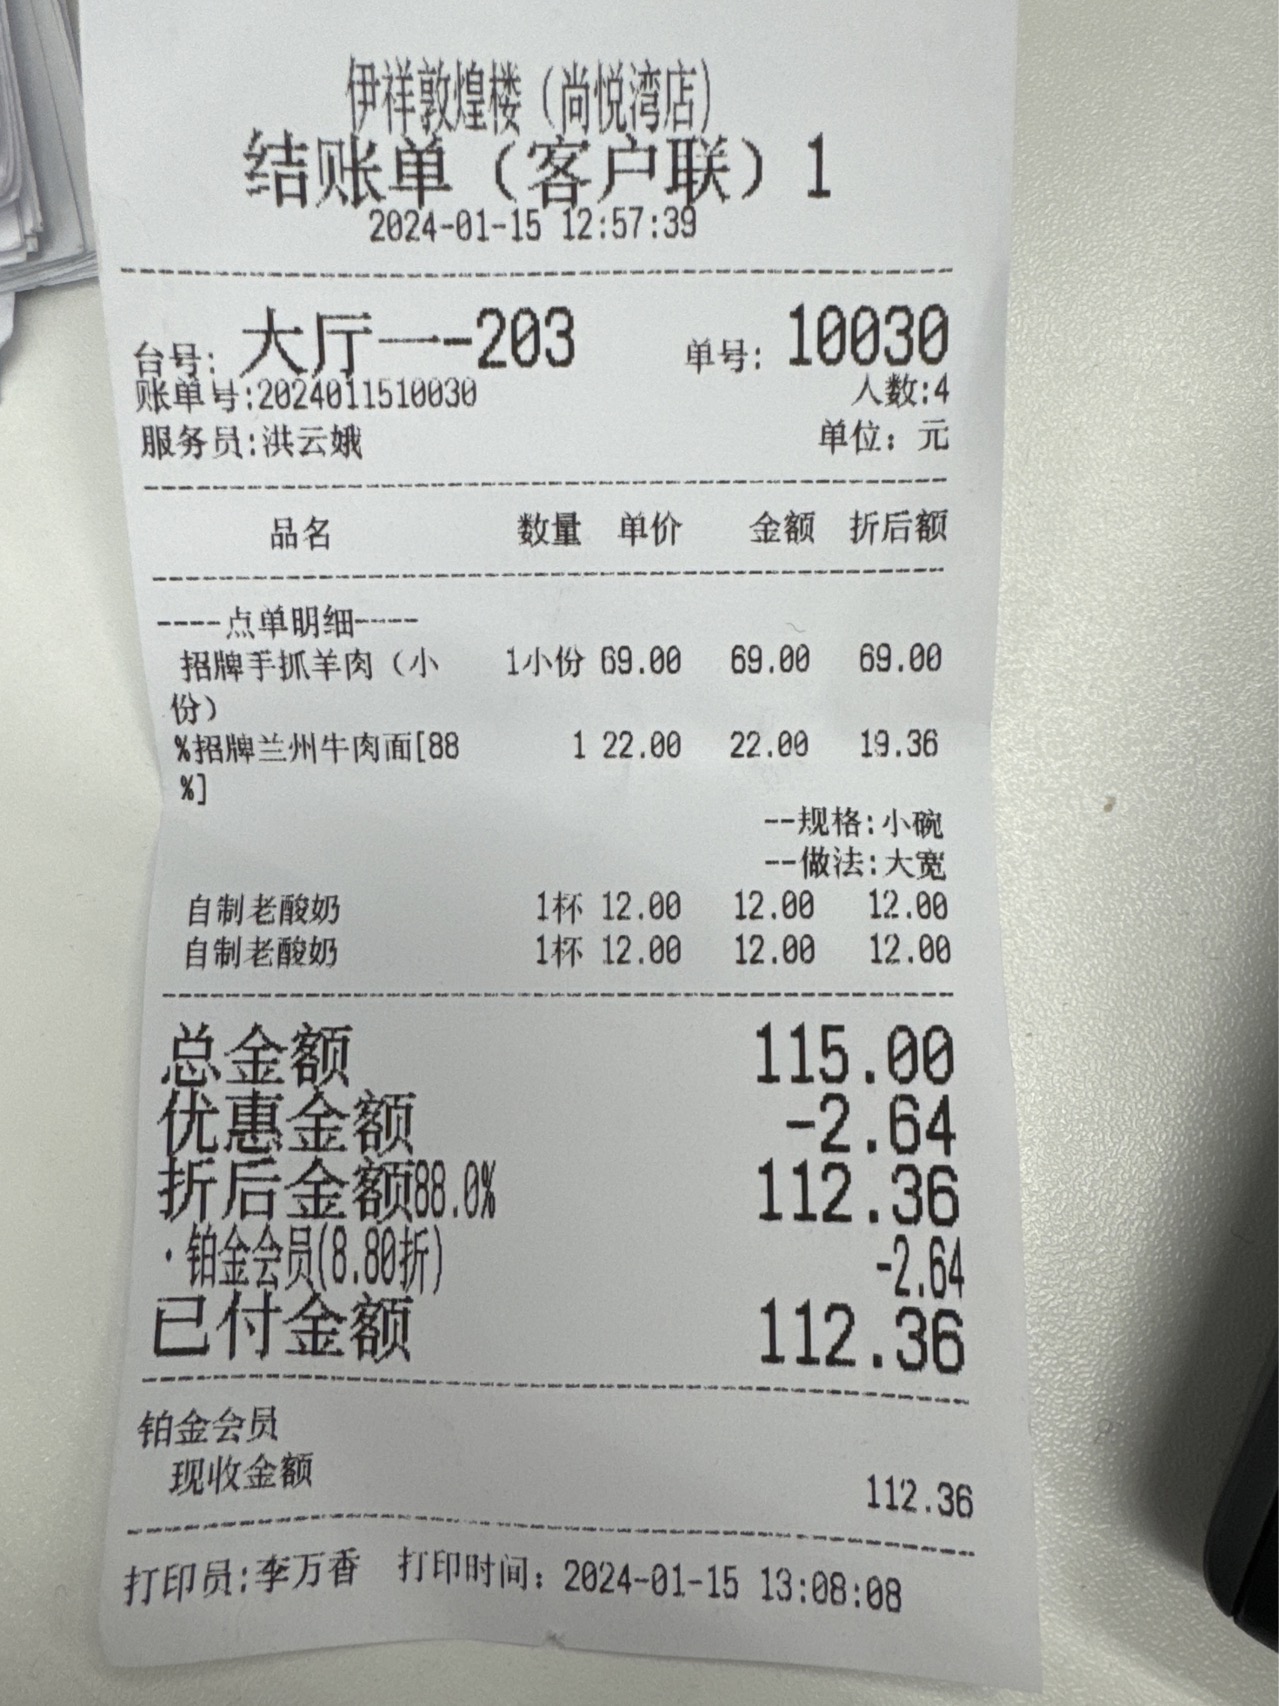 伊祥敦煌楼（尚悦湾店）
结账单（客户联）1
2024-01-15 12:57:39
台号: 大厅一-203 单号: 10030
账单号:2024011510030 人数:4
服务员:洪云娥 单位：元
品名 数量 单价 金额 折后额
----点单明细----
招牌手抓羊肉（小 1小份 69.00 69.00 69.00
份）
%招牌兰州牛肉面[88 1 22.00 22.00 19.36
%]
--规格:小碗
--做法:大宽
自制老酸奶 1杯 12.00 12.00 12.00
自制老酸奶 1杯 12.00 12.00 12.00
总金额 115.00
优惠金额 -2.64
折后金额88.0% 112.36
·铂金会员(8.80折) -2.64
已付金额 112.36
铂金会员
现收金额 112.36
打印员:李万香 打印时间：2024-01-15 13:08:08